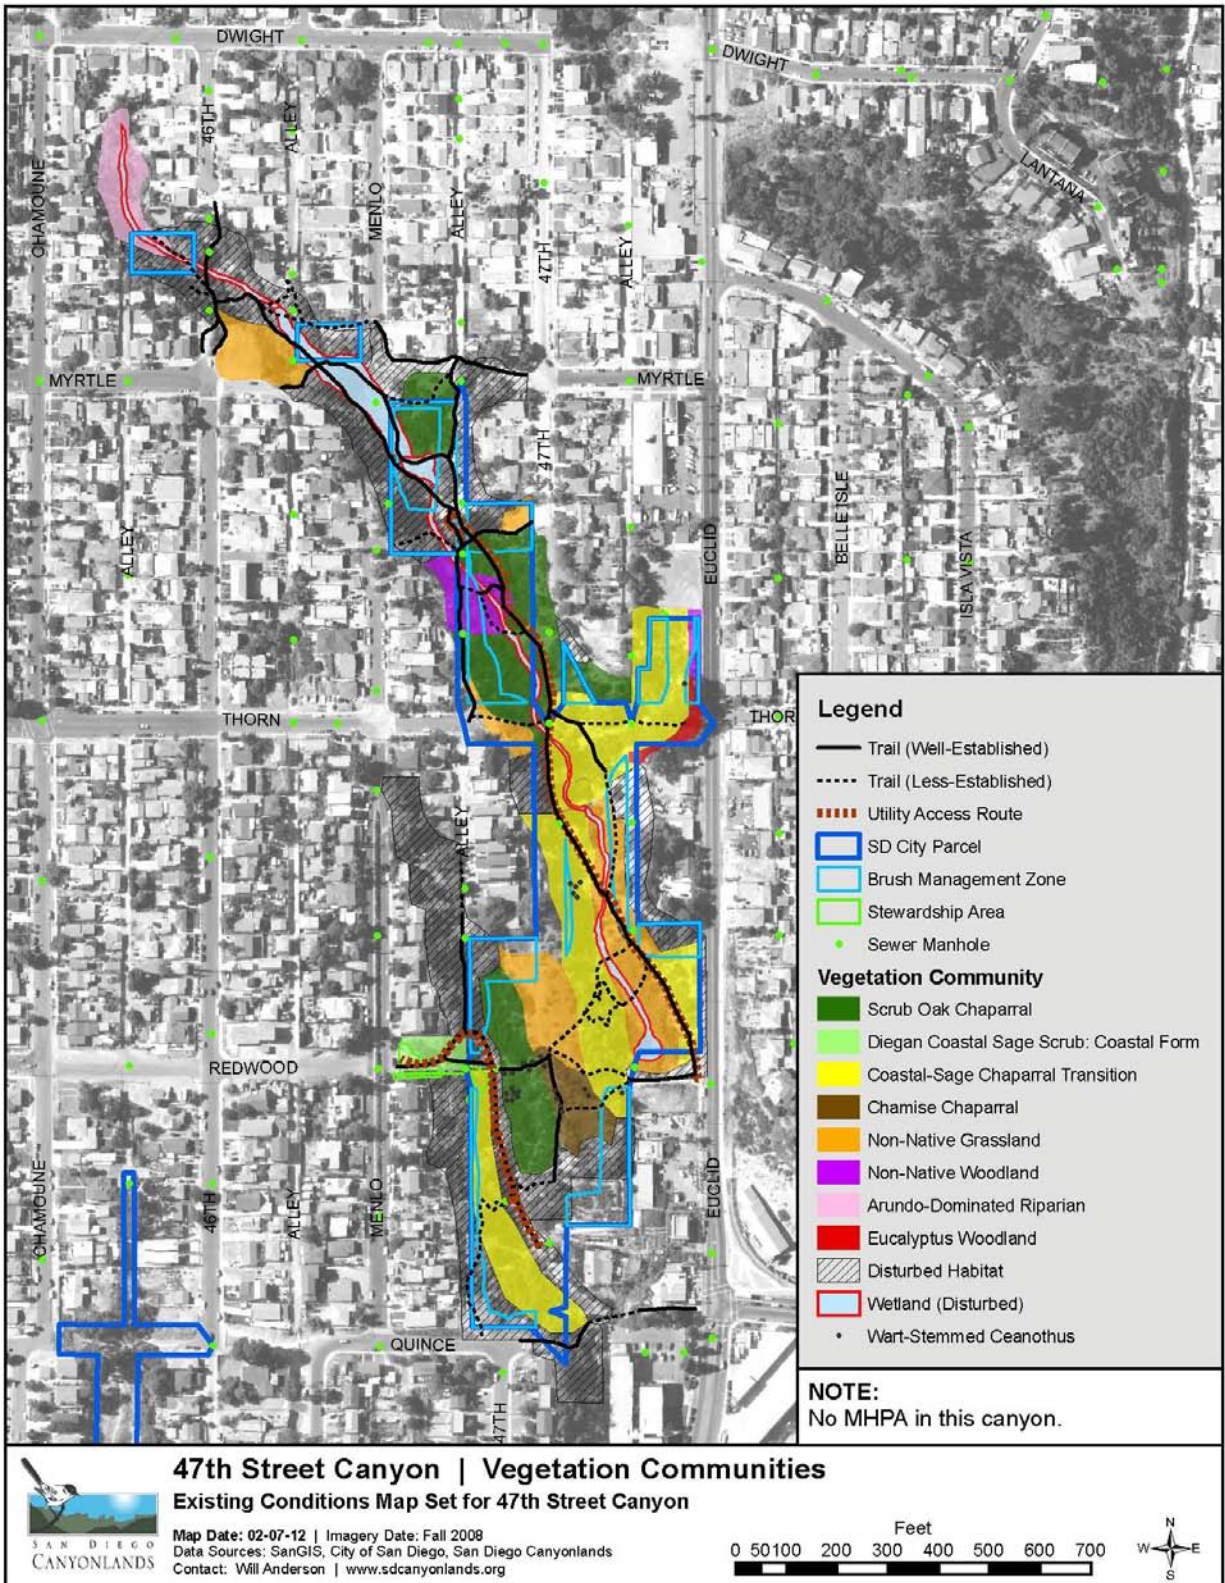 DWIGHT
DWIGHT
46TH
ALLEY
CHAMOUNE
MENLO
ALLEY
47TH
ALLEY
LANTANA
MYRTLE
MYRTLE
47TH
ALLEY
EUCLID
BELLE ISLE
ISLA VISTA
THORN
THOR
ALLEY
REDWOOD
CHAMOUNE
46TH
ALLEY
MENLO
EUCLID
QUINCE
47TH
Legend
Trail (Well-Established)
Trail (Less-Established)
Utility Access Route
SD City Parcel
Brush Management Zone
Stewardship Area
Sewer Manhole
Vegetation Community
Scrub Oak Chaparral
Diegan Coastal Sage Scrub: Coastal Form
Coastal-Sage Chaparral Transition
Chamise Chaparral
Non-Native Grassland
Non-Native Woodland
Arundo-Dominated Riparian
Eucalyptus Woodland
Disturbed Habitat
Wetland (Disturbed)
Wart-Stemmed Ceanothus
NOTE:
No MHPA in this canyon.
SAN DIEGO
CANYONLANDS
47th Street Canyon | Vegetation Communities
Existing Conditions Map Set for 47th Street Canyon
Map Date: 02-07-12 | Imagery Date: Fall 2008
Data Sources: SanGIS, City of San Diego, San Diego Canyonlands
Contact: Will Anderson | www.sdcanyonlands.org
Feet
0 50 100 200 300 400 500 600 700
N
W E
S